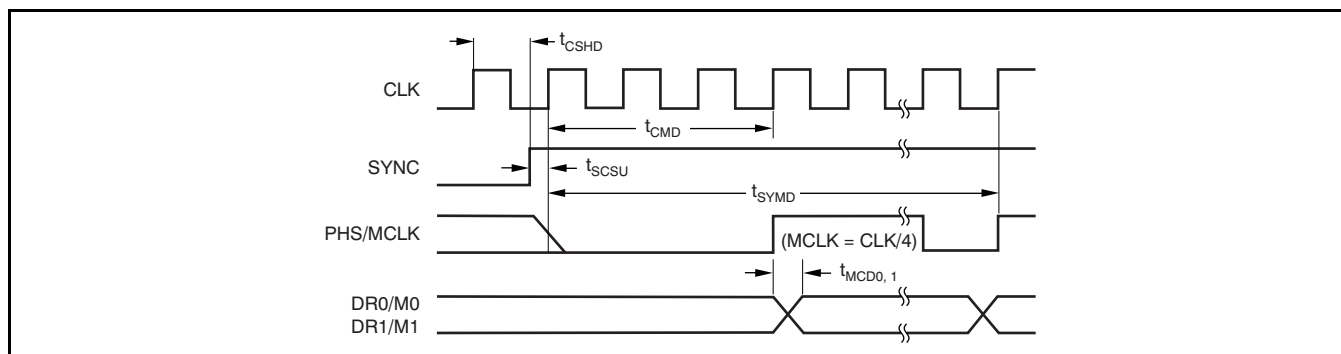 tCSHD
CLK
tCMD
SYNC
tSCSU
tSYMD
PHS/MCLK
(MCLK = CLK/4)
tMCD0, 1
DR0/M0
DR1/M1